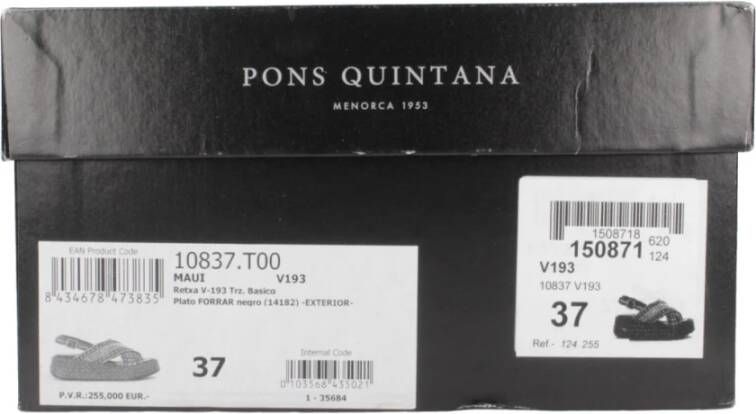 PONS QUINTANA
MENORCA 1953
EAN Product Code
8 434678 473835
10837.T00
MAUI V193
Retxa V-193 Trz. Basico
Plato FORRAR negro (14182) -EXTERIOR-
37
Internal Code
0 103568 433021
P.V.R.:255,000 EUR.-
1 - 35684
1508718
150871 620
124
V193
10837 V193
37
Ref.- 124 255